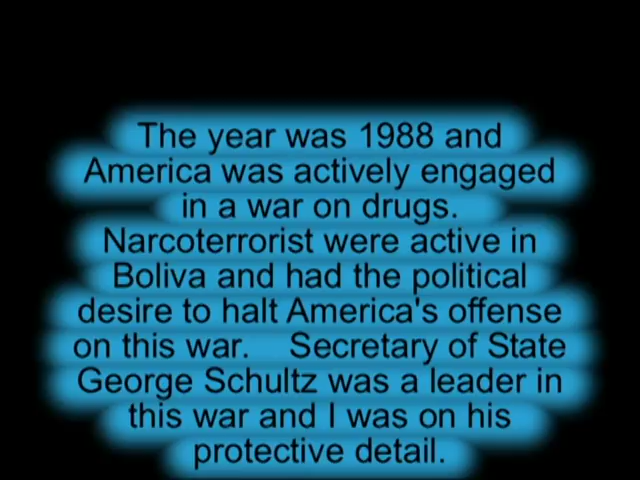 The year was 1988 and
America was actively engaged
in a war on drugs.
Narcoterrorist were active in
Boliva and had the political
desire to halt America's offense
on this war.    Secretary of State
George Schultz was a leader in
this war and I was on his
protective detail.